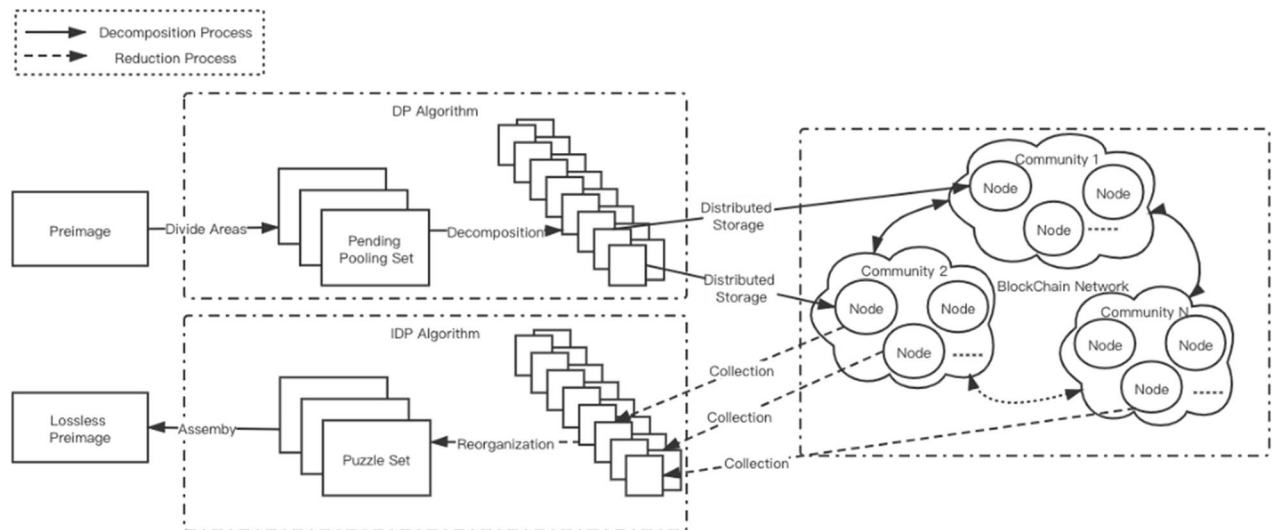 Decomposition Process
Reduction Process
DP Algorithm
Preimage
Divide Areas
Pending
Pooling Set
Decomposition
Distributed
Storage
Distributed
Storage
Community 1
Node
Node
Node
Community 2
BlockChain Network
Node
Node
Node
Community N
Node
Node
Node
IDP Algorithm
Collection
Collection
Collection
Lossless
Preimage
Assemby
Puzzle Set
Reorganization